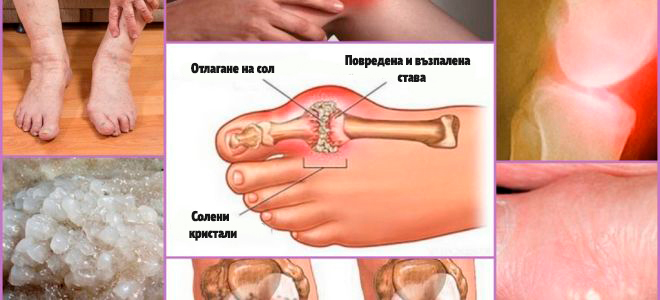 Отлагане на сол
Повредена и възпалена
става
Солени
кристали